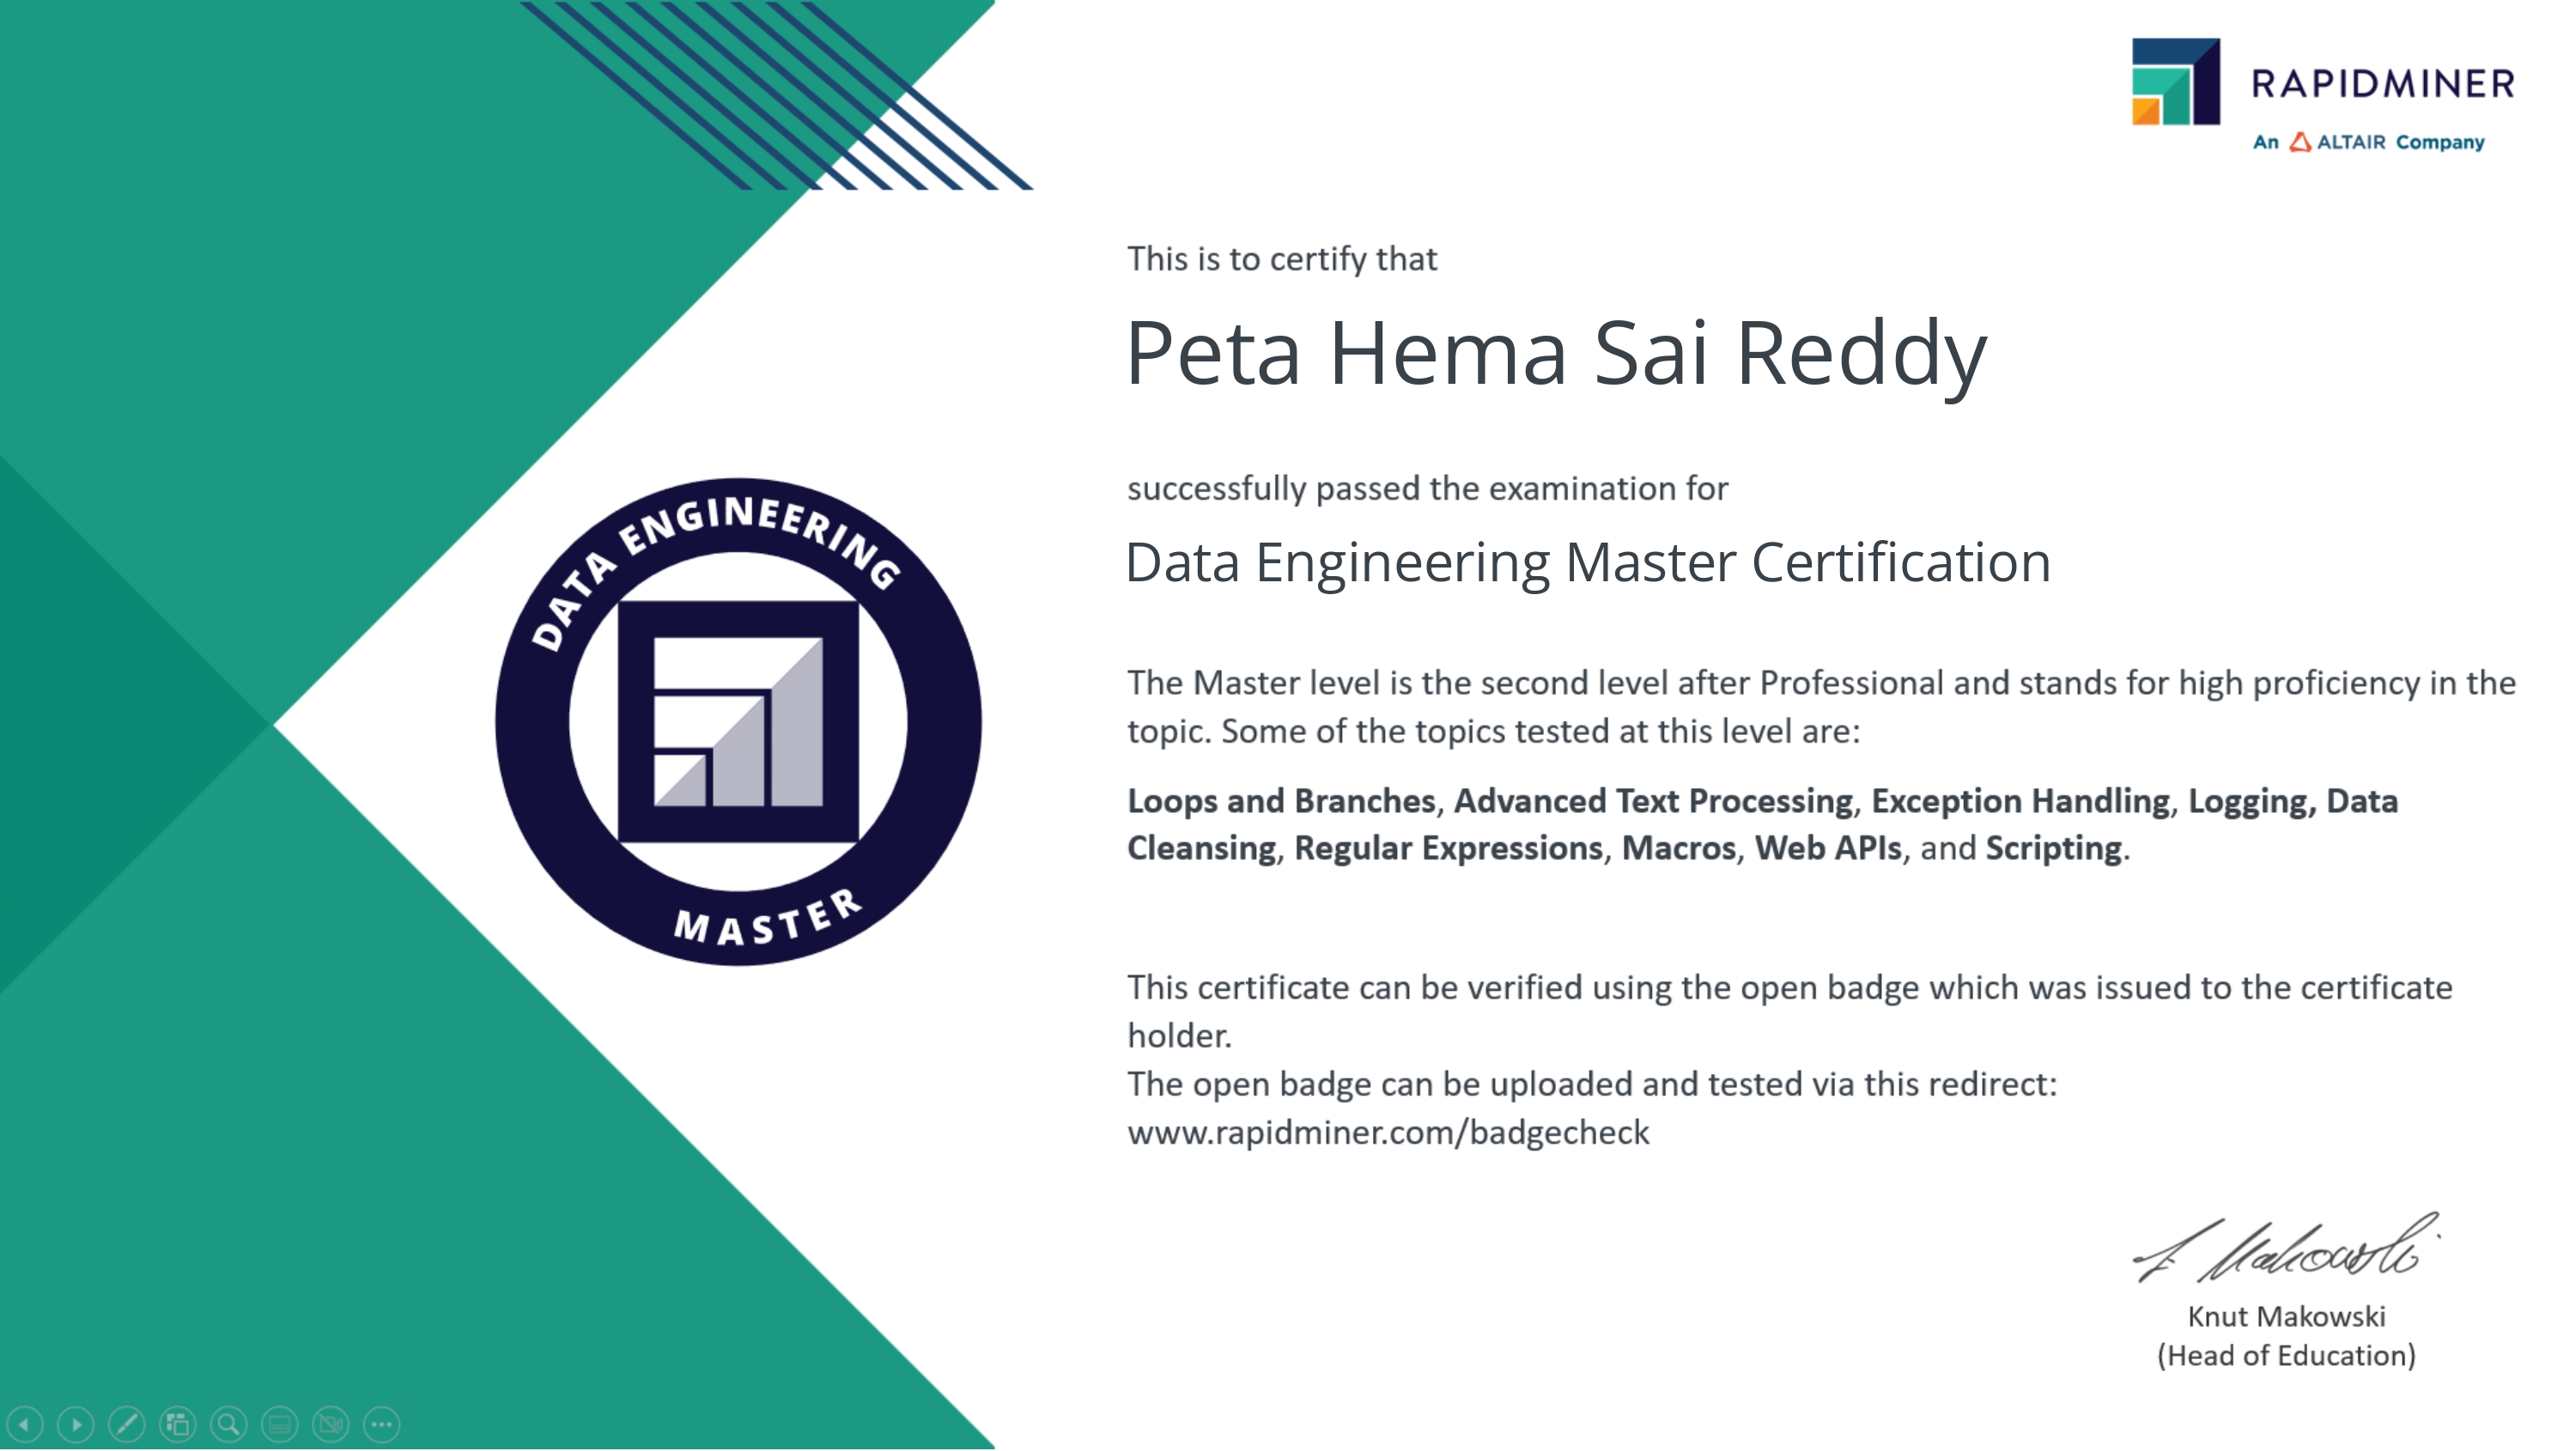 RAPIDMINER
An ALTAIR Company
This is to certify that
Peta Hema Sai Reddy
successfully passed the examination for
Data Engineering Master Certification
DATA ENGINEERING
MASTER
The Master level is the second level after Professional and stands for high proficiency in the
topic. Some of the topics tested at this level are:
Loops and Branches, Advanced Text Processing, Exception Handling, Logging, Data
Cleansing, Regular Expressions, Macros, Web APIs, and Scripting.
This certificate can be verified using the open badge which was issued to the certificate
holder.
The open badge can be uploaded and tested via this redirect:
www.rapidminer.com/badgecheck
Knut Makowski
(Head of Education)